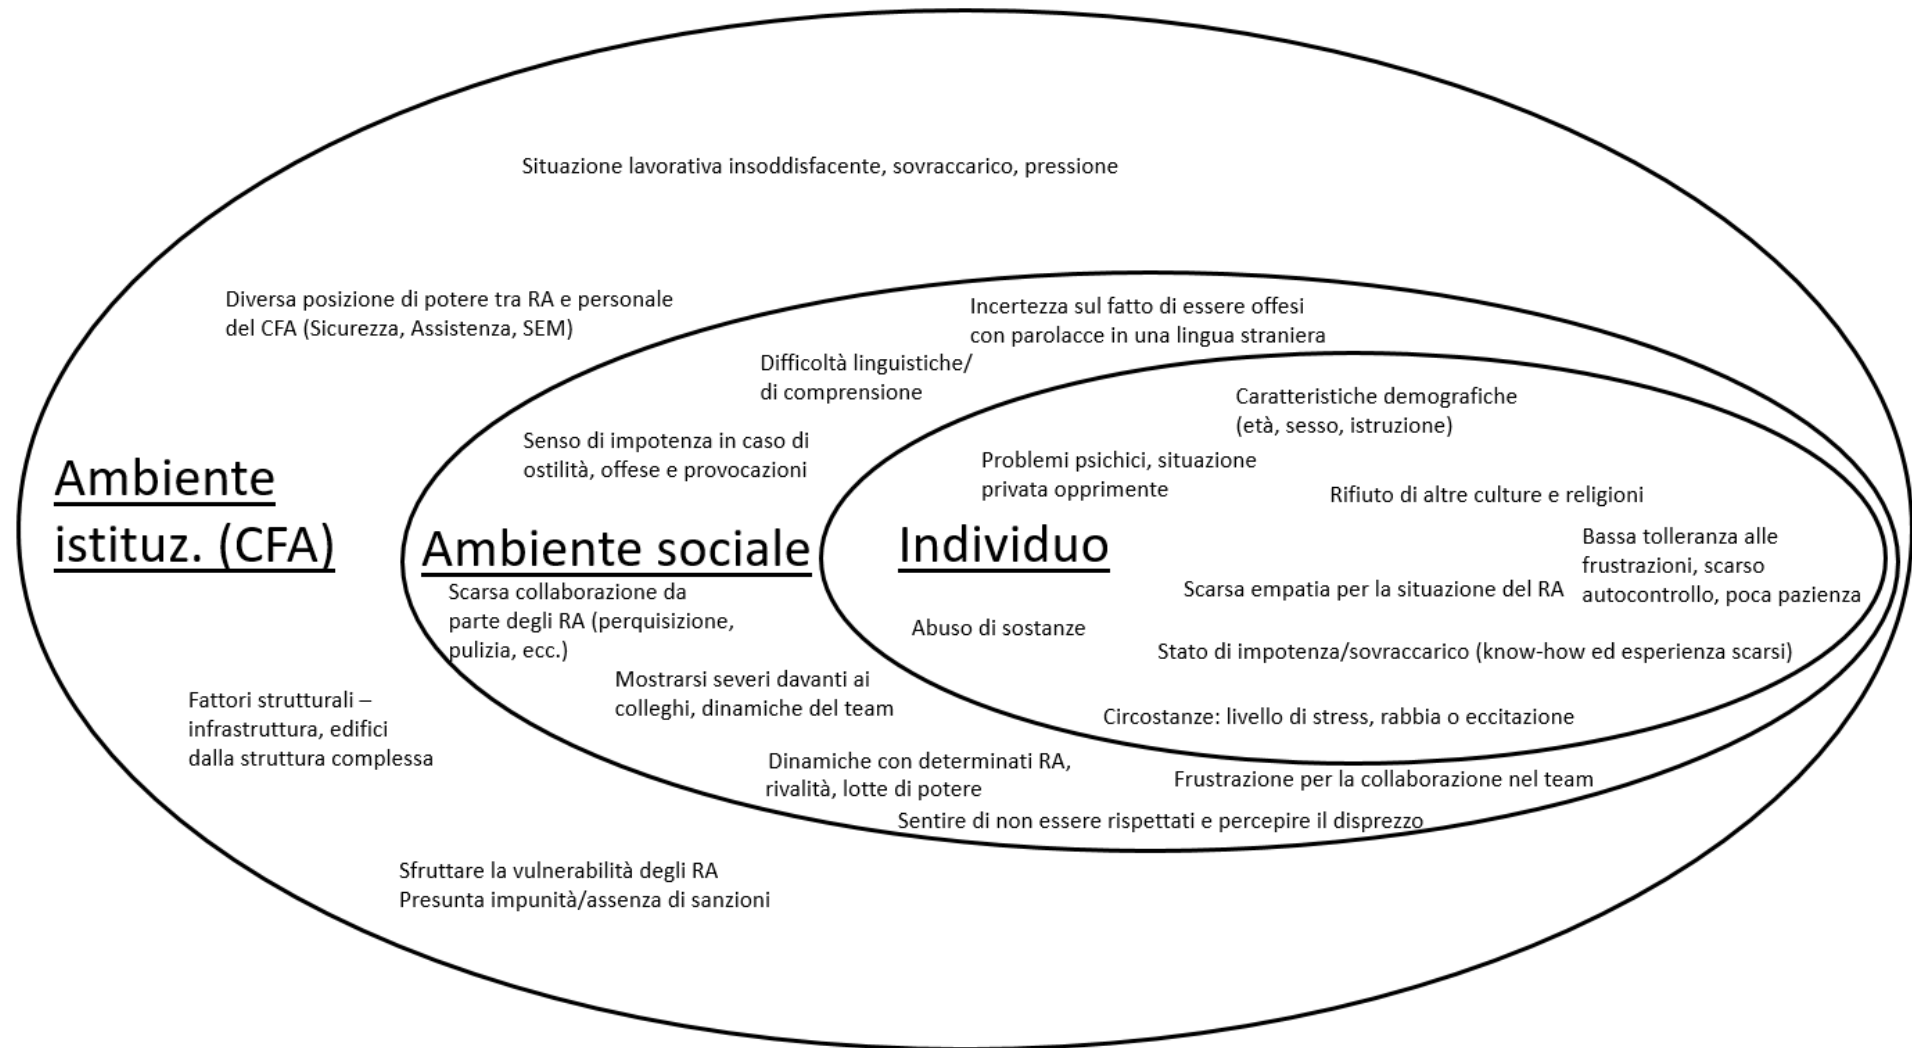 Situazione lavorativa insoddisfacente, sovraccarico, pressione
Diversa posizione di potere tra RA e personale
del CFA (Sicurezza, Assistenza, SEM)
Incertezza sul fatto di essere offesi
con parolacce in una lingua straniera
Difficoltà linguistiche/
di comprensione
Caratteristiche demografiche
(età, sesso, istruzione)
Senso di impotenza in caso di
ostilità, offese e provocazioni
Problemi psichici, situazione
privata opprimente
Rifiuto di altre culture e religioni
Ambiente
istituz. (CFA)
Ambiente sociale
Individuo
Bassa tolleranza alle
frustrazioni, scarso
autocontrollo, poca pazienza
Scarsa empatia per la situazione del RA
Scarsa collaborazione da
parte degli RA (perquisizione,
pulizia, ecc.)
Abuso di sostanze
Stato di impotenza/sovraccarico (know-how ed esperienza scarsi)
Mostrarsi severi davanti ai
colleghi, dinamiche del team
Fattori strutturali –
infrastruttura, edifici
dalla struttura complessa
Circostanze: livello di stress, rabbia o eccitazione
Dinamiche con determinati RA,
rivalità, lotte di potere
Frustrazione per la collaborazione nel team
Sentire di non essere rispettati e percepire il disprezzo
Sfruttare la vulnerabilità degli RA
Presunta impunità/assenza di sanzioni